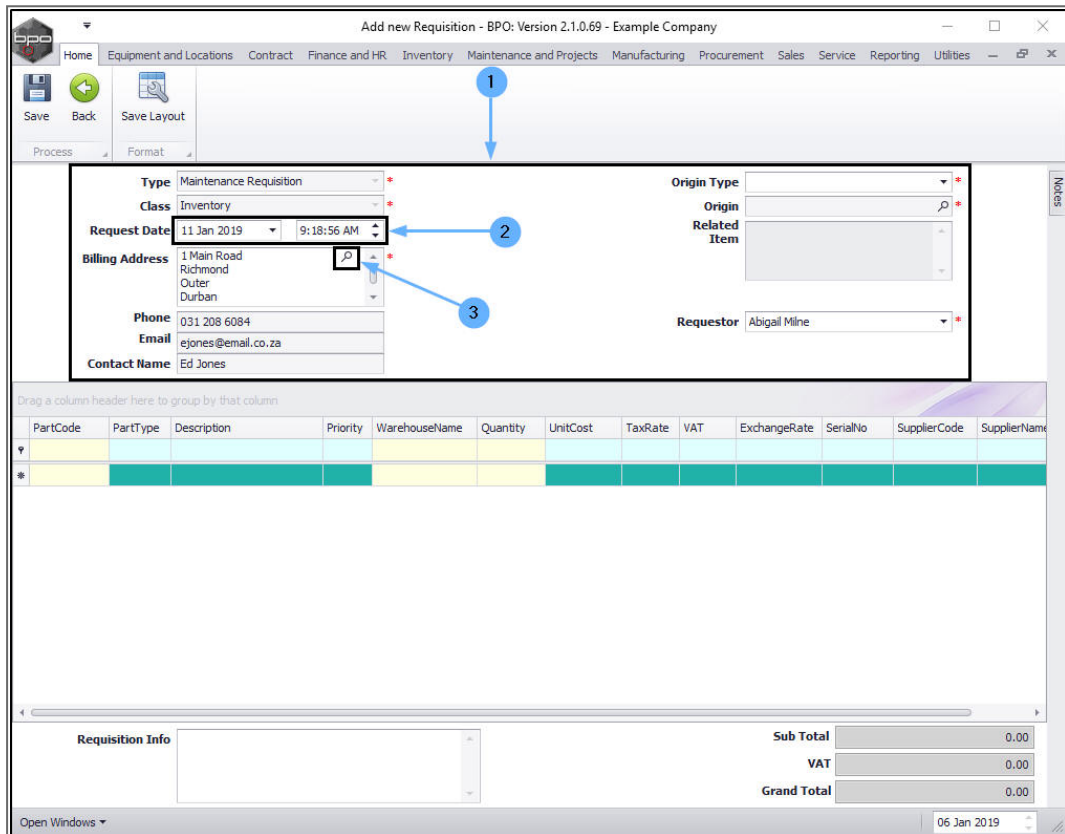 Add new Requisition - BPO: Version 2.1.0.69 - Example Company
bpo
Home Equipment and Locations Contract Finance and HR Inventory Maintenance and Projects Manufacturing Procurement Sales Service Reporting Utilities
1
Save Back Save Layout
Process Format
Type Maintenance Requisition * Origin Type *
Notes
Class Inventory * Origin *
Request Date 11 Jan 2019 9:18:56 AM 2 Related
Item
Billing Address 1 Main Road *
Richmond
Outer
Durban
3
Phone 031 208 6084 Requestor Abigail Milne *
Email ejones@email.co.za
Contact Name Ed Jones
Drag a column header here to group by that column
PartCode PartType Description Priority WarehouseName Quantity UnitCost TaxRate VAT ExchangeRate SerialNo SupplierCode SupplierName
Requisition Info Sub Total 0.00
VAT 0.00
Grand Total 0.00
Open Windows 06 Jan 2019